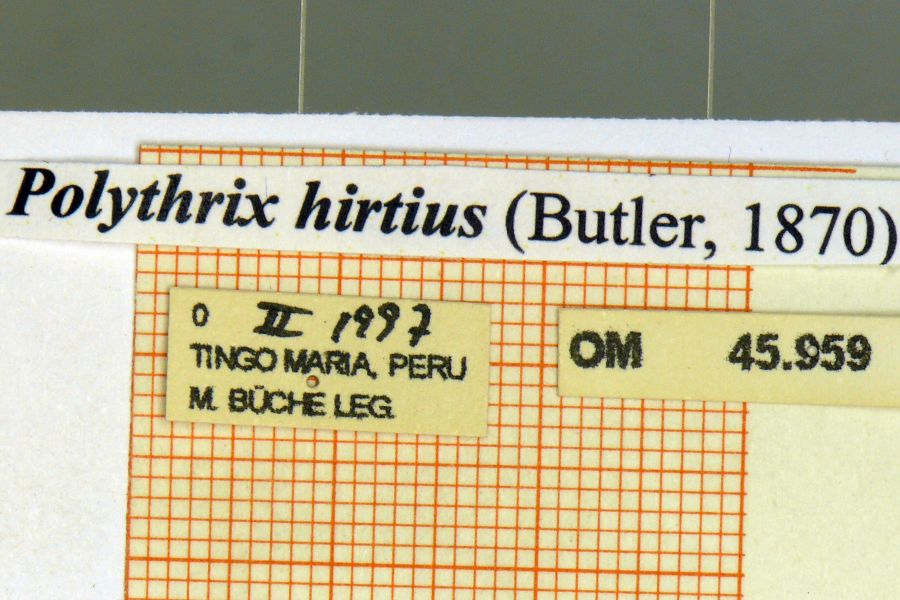 Polythrix hirtius (Butler, 1870)
0 II 1997
TINGO MARIA, PERU
M. BÜCHE LEG.
OM 45.959